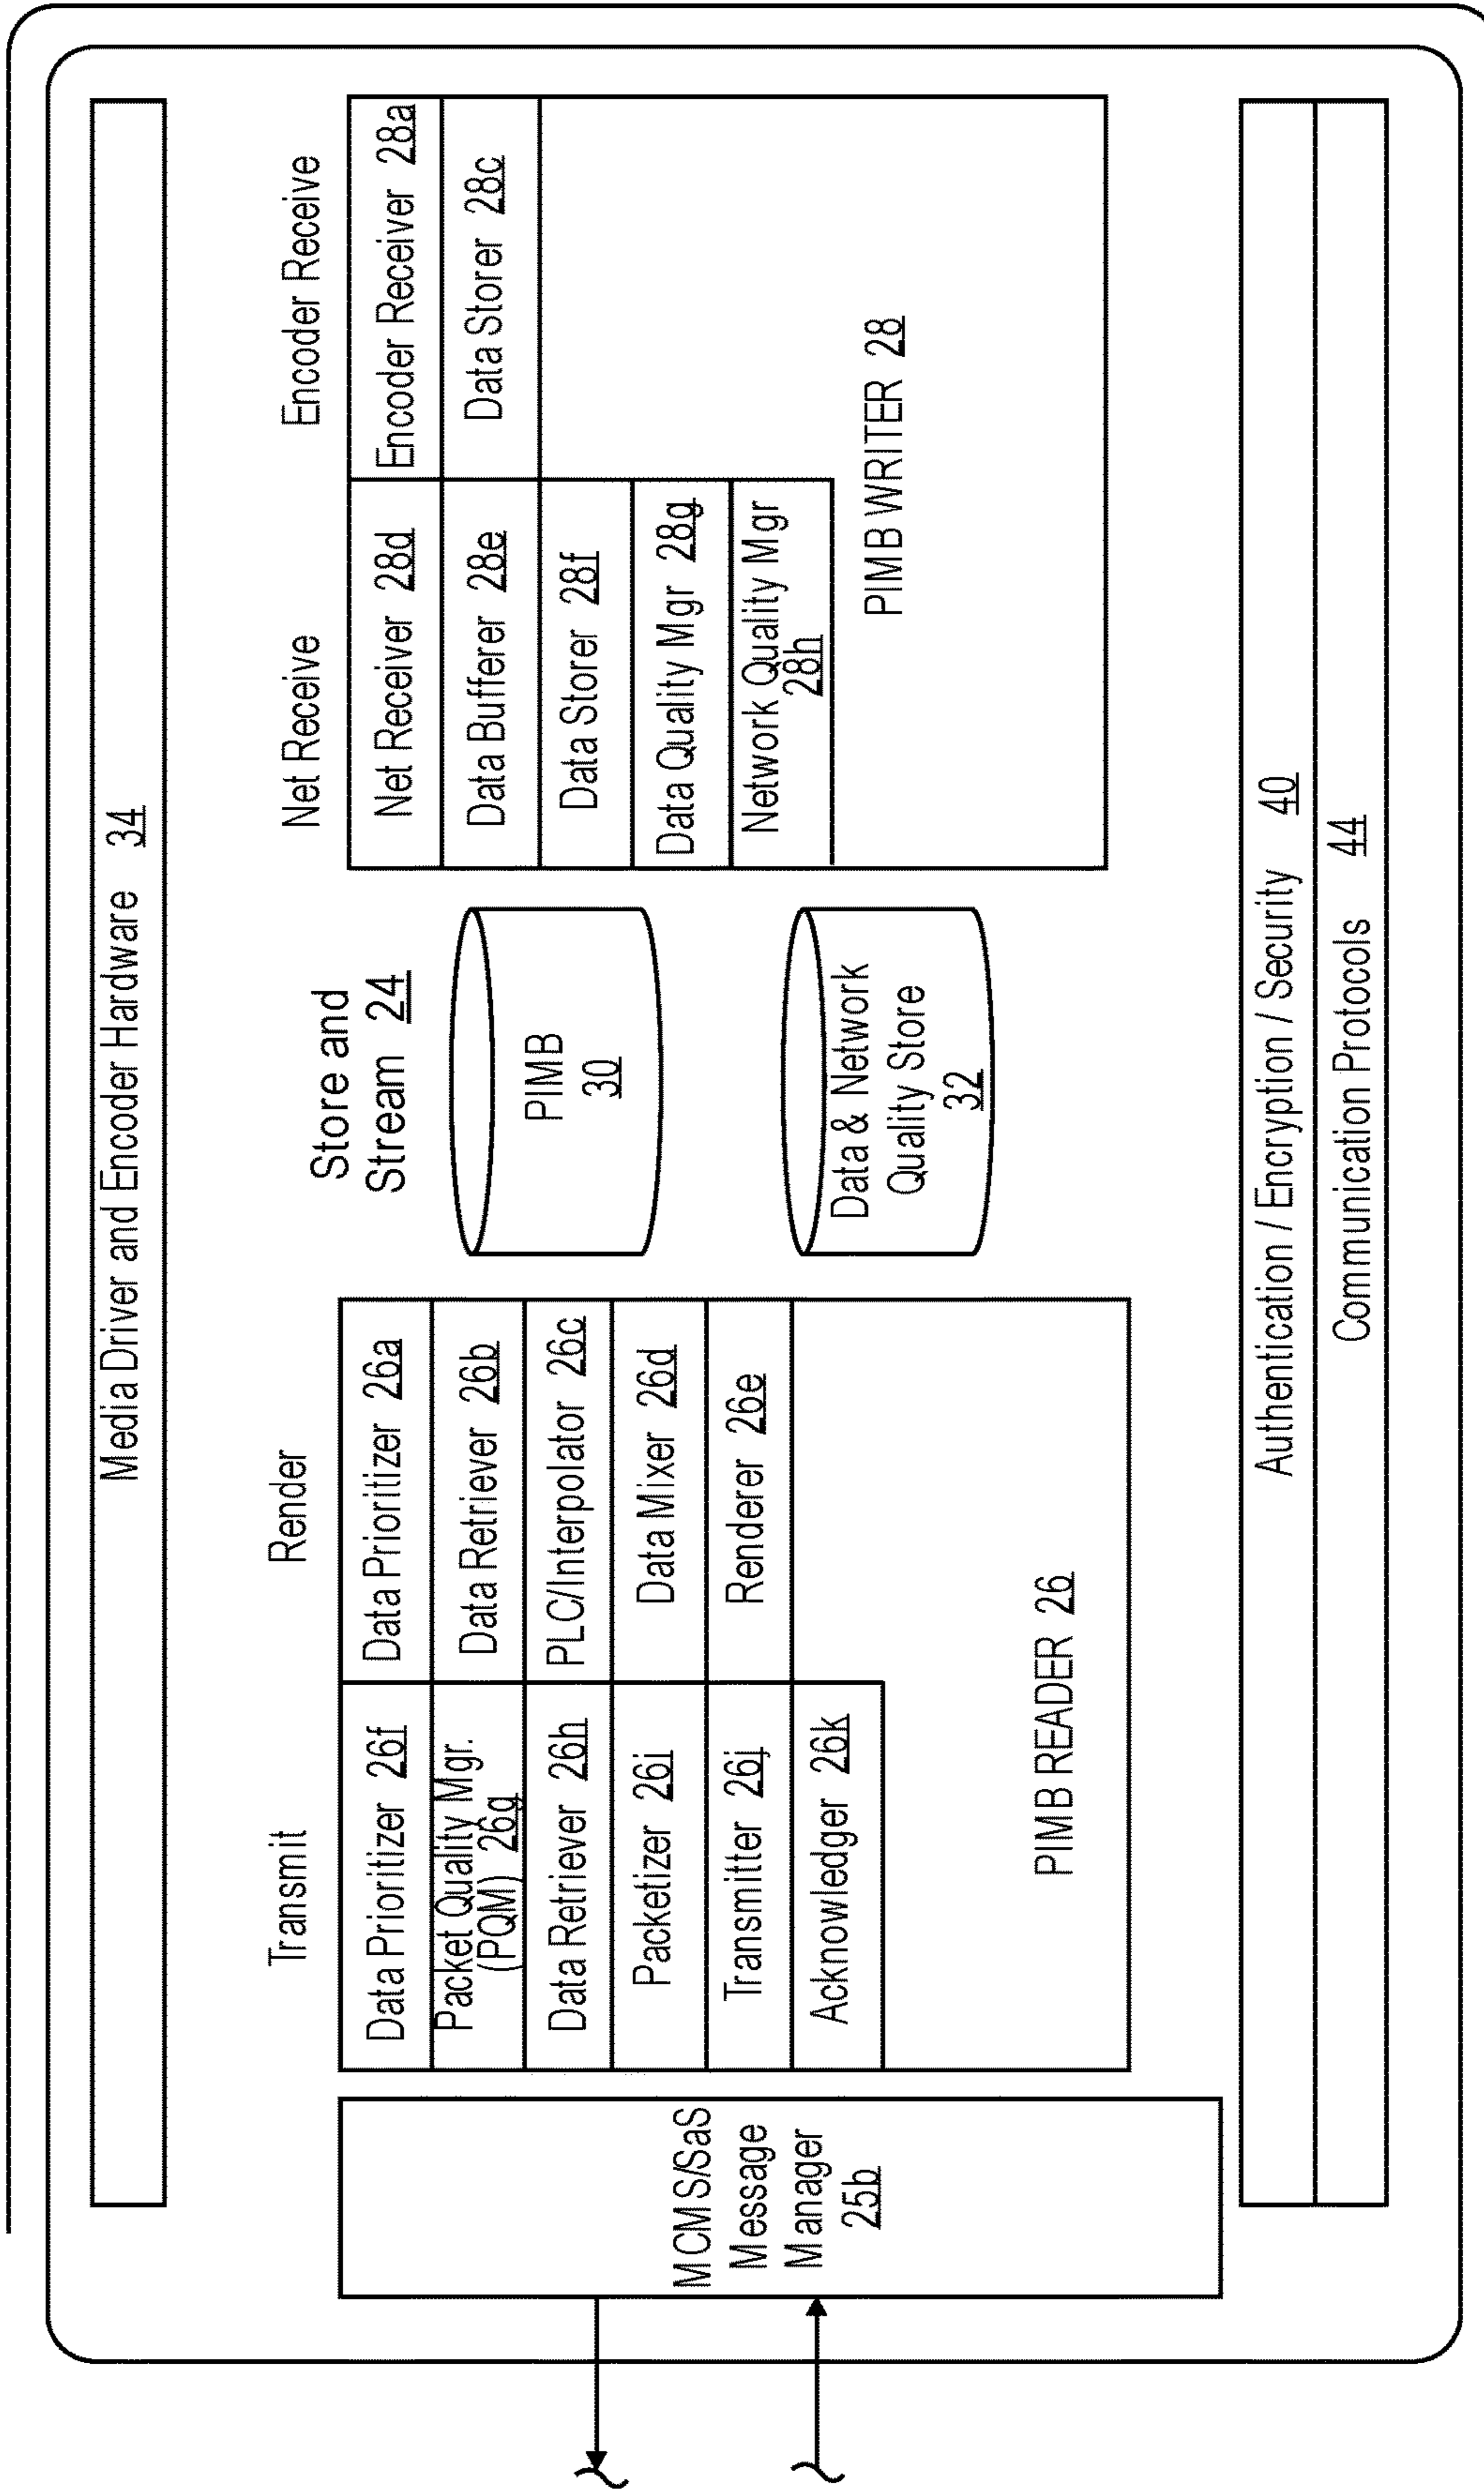 Media Driver and Encoder Hardware 34
MCMS/SaS
Message
Manager
25b
Transmit
Data Prioritizer 26f
Packet Quality Mgr.
(PQM) 26g
Data Retriever 26h
Packetizer 26i
Transmitter 26j
Acknowledger 26k
Render
Data Prioritizer 26a
Data Retriever 26b
PLC/Interpolator 26c
Data Mixer 26d
Renderer 26e
PIMB READER 26
Store and
Stream 24
PIMB
30
Data & Network
Quality Store
32
Net Receive
Net Receiver 28d
Data Bufferer 28e
Data Storer 28f
Data Quality Mgr 28g
Network Quality Mgr
28h
Encoder Receive
Encoder Receiver 28a
Data Storer 28c
PIMB WRITER 28
Authentication / Encryption / Security 40
Communication Protocols 44